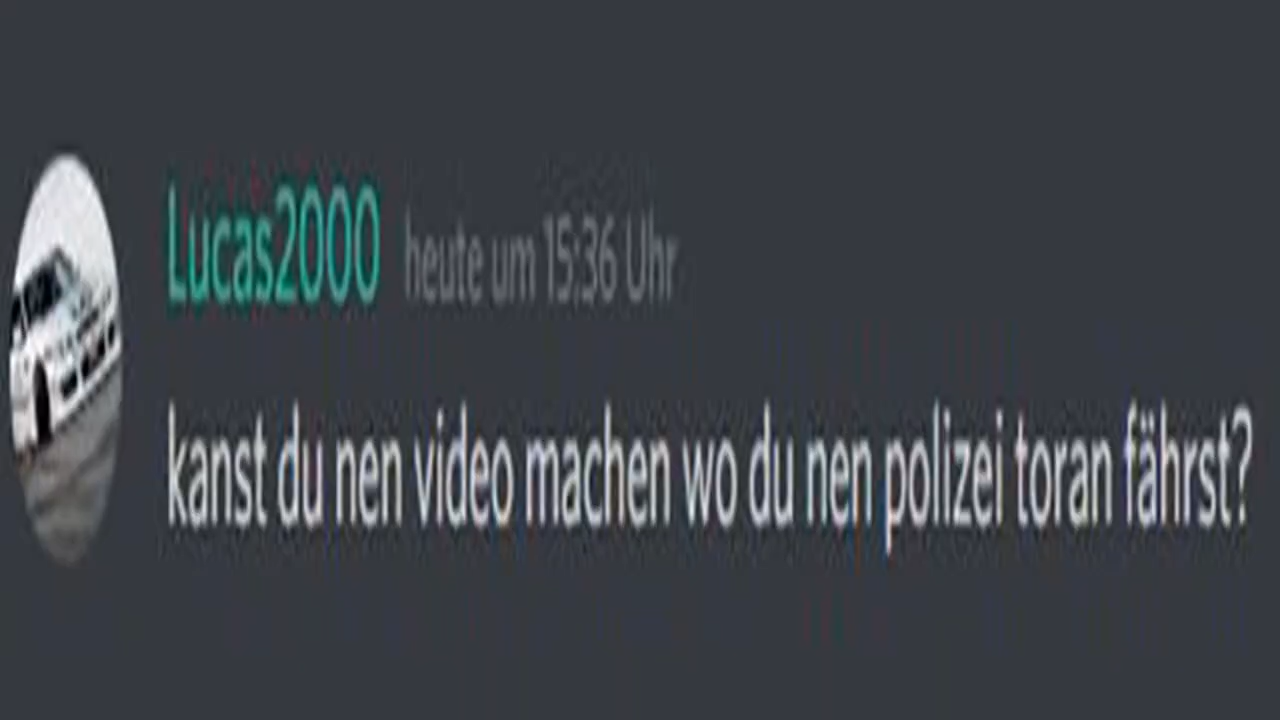 Lucas2000 heute um 15:36 Uhr
kanst du nen video machen wo du nen polizei toran fährst?